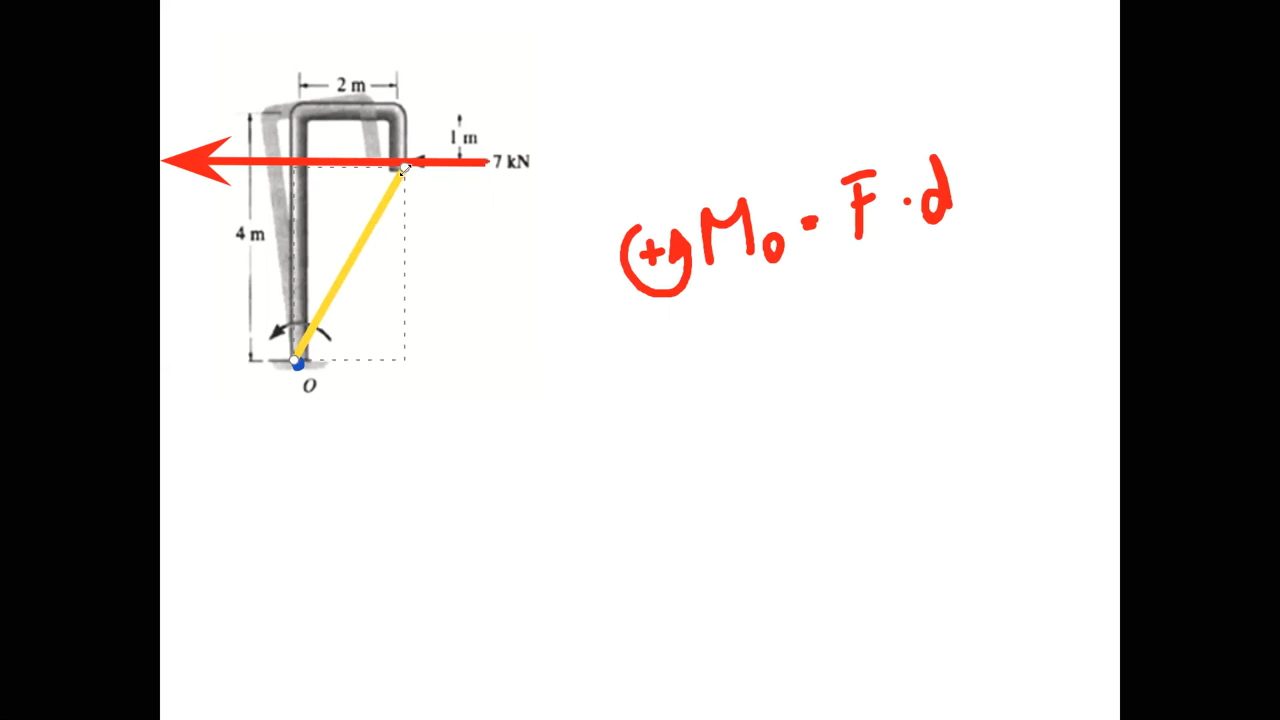 2 m
1 m
7 kN
4 m
O
+ M₀ = F · d